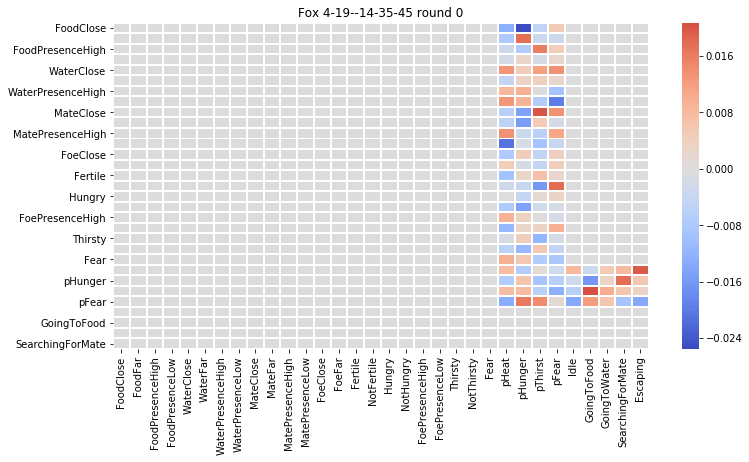 Fox 4-19--14-35-45 round 0
FoodClose
FoodPresenceHigh
WaterClose
WaterPresenceHigh
MateClose
MatePresenceHigh
FoeClose
Fertile
Hungry
FoePresenceHigh
Thirsty
Fear
pHunger
pFear
GoingToFood
SearchingForMate
FoodClose
FoodFar
FoodPresenceHigh
FoodPresenceLow
WaterClose
WaterFar
WaterPresenceHigh
WaterPresenceLow
MateClose
MateFar
MatePresenceHigh
MatePresenceLow
FoeClose
FoeFar
Fertile
NotFertile
Hungry
NotHungry
FoePresenceHigh
FoePresenceLow
Thirsty
NotThirsty
Fear
pHeat
pHunger
pThirst
pFear
Idle
GoingToFood
GoingToWater
SearchingForMate
Escaping
0.016
0.008
0.000
−0.008
−0.016
−0.024